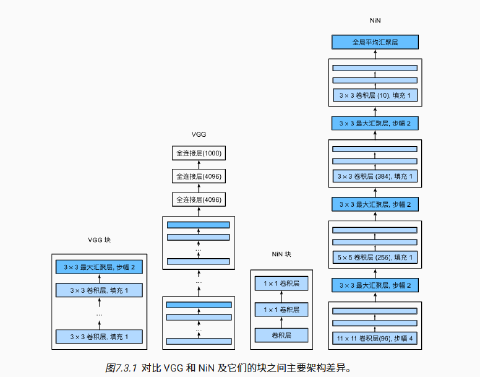 NiN
全局平均汇聚层
3 × 3 卷积层 (10), 填充 1
3 × 3 最大汇聚层, 步幅 2
3 × 3 卷积层 (384), 填充 1
3 × 3 最大汇聚层, 步幅 2
5 × 5 卷积层 (256), 填充 1
3 × 3 最大汇聚层, 步幅 2
11 × 11 卷积层(96), 步幅 4
VGG
全连接层(1000)
全连接层(4096)
全连接层(4096)
...
...
...
VGG 块
3 × 3 最大汇聚层, 步幅 2
3 × 3 卷积层, 填充 1
...
3 × 3 卷积层, 填充 1
NiN 块
1 × 1 卷积层
1 × 1 卷积层
卷积层
图7.3.1 对比 VGG 和 NiN 及它们的块之间主要架构差异。